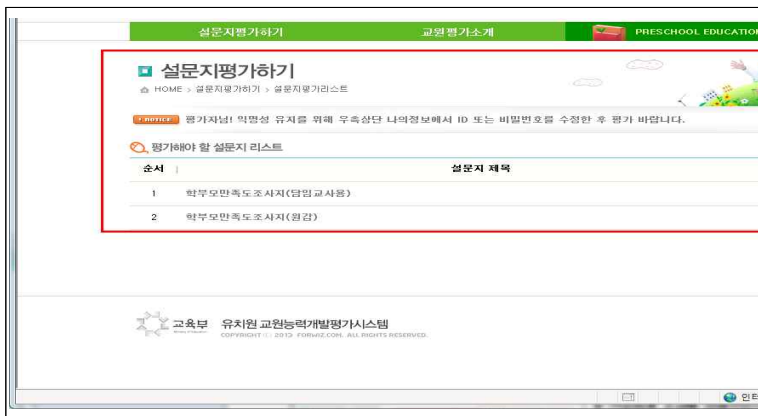 설문지평가하기 교원평가소개 PRESCHOOL EDUCATION
설문지평가하기
HOME > 설문지평가하기 > 설문지평가리스트
NOTICE 평가자님! 익명성 유지를 위해 우측상단 나의정보에서 ID 또는 비밀번호를 수정한 후 평가 바랍니다.
평가해야 할 설문지 리스트
순서 설문지 제목
1 학부모만족도조사지(담임교사용)
2 학부모만족도조사지(원감)
교육부 유치원 교원능력개발평가시스템
COPYRIGHT ⓒ 2013 FORWIZ.COM. ALL RIGHTS RESERVED.
인터